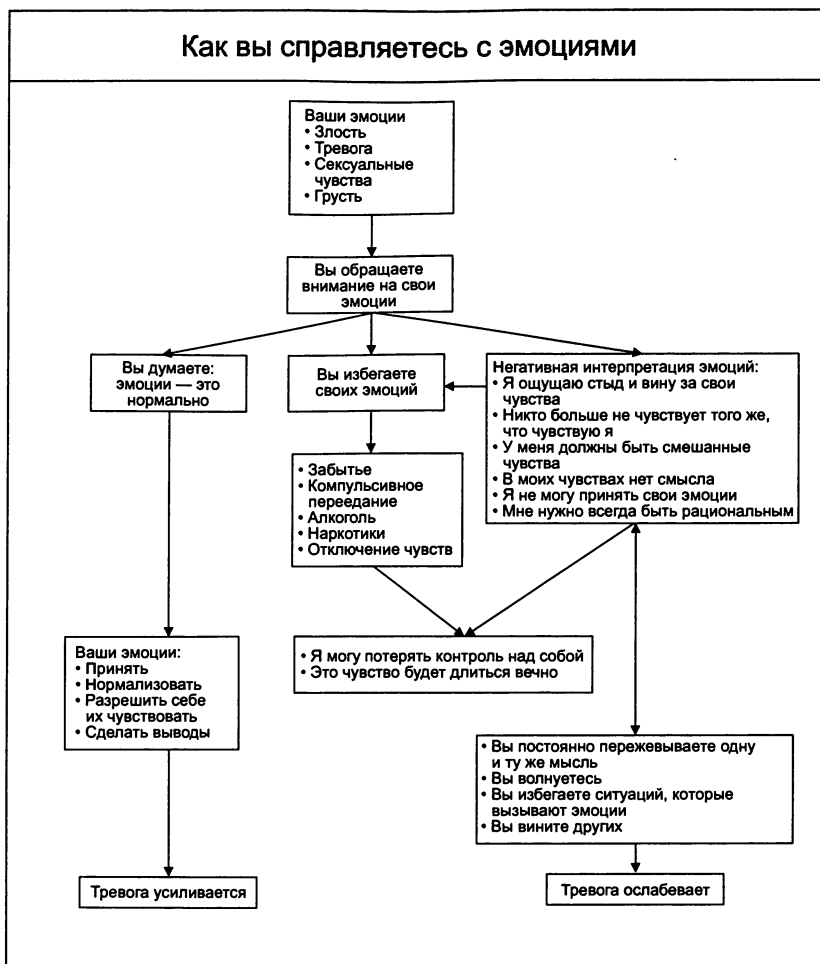 Как вы справляетесь с эмоциями
Ваши эмоции
• Злость
• Тревога
• Сексуальные
чувства
• Грусть
Вы обращаете
внимание на свои
эмоции
Вы думаете:
эмоции — это
нормально
Вы избегаете
своих эмоций
Негативная интерпретация эмоций:
• Я ощущаю стыд и вину за свои
чувства
• Никто больше не чувствует того же,
что чувствую я
• У меня должны быть смешанные
чувства
• В моих чувствах нет смысла
• Я не могу принять свои эмоции
• Мне нужно всегда быть рациональным
• Забытье
• Компульсивное
переедание
• Алкоголь
• Наркотики
• Отключение чувств
Ваши эмоции:
• Принять
• Нормализовать
• Разрешить себе
их чувствовать
• Сделать выводы
• Я могу потерять контроль над собой
• Это чувство будет длиться вечно
• Вы постоянно пережевываете одну
и ту же мысль
• Вы волнуетесь
• Вы избегаете ситуаций, которые
вызывают эмоции
• Вы вините других
Тревога усиливается
Тревога ослабевает